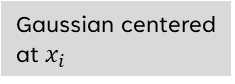 Gaussian centered
at $x_i$